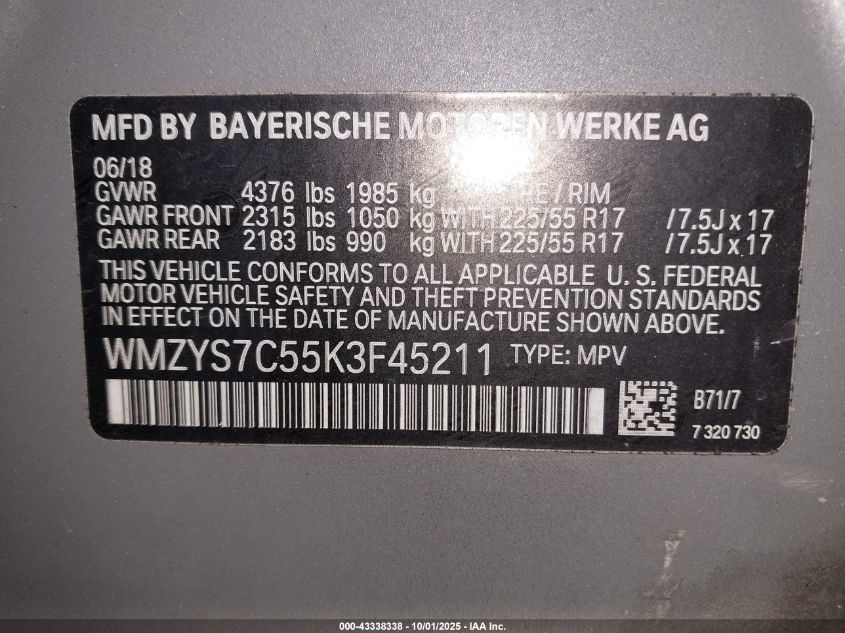 MFD BY BAYERISCHE MOTOREN WERKE AG
06/18
GVWR 4376 lbs 1985 kg RE / RIM
GAWR FRONT 2315 lbs 1050 kg WITH 225/55 R17 / 7.5J x 17
GAWR REAR 2183 lbs 990 kg WITH 225/55 R17 / 7.5J x 17
THIS VEHICLE CONFORMS TO ALL APPLICABLE U. S. FEDERAL
MOTOR VEHICLE SAFETY AND THEFT PREVENTION STANDARDS
IN EFFECT ON THE DATE OF MANUFACTURE SHOWN ABOVE.
WMZYS7C55K3F45211 TYPE: MPV
B71/7
7 320 730
000-43338338 - 10/01/2025 - IAA Inc.